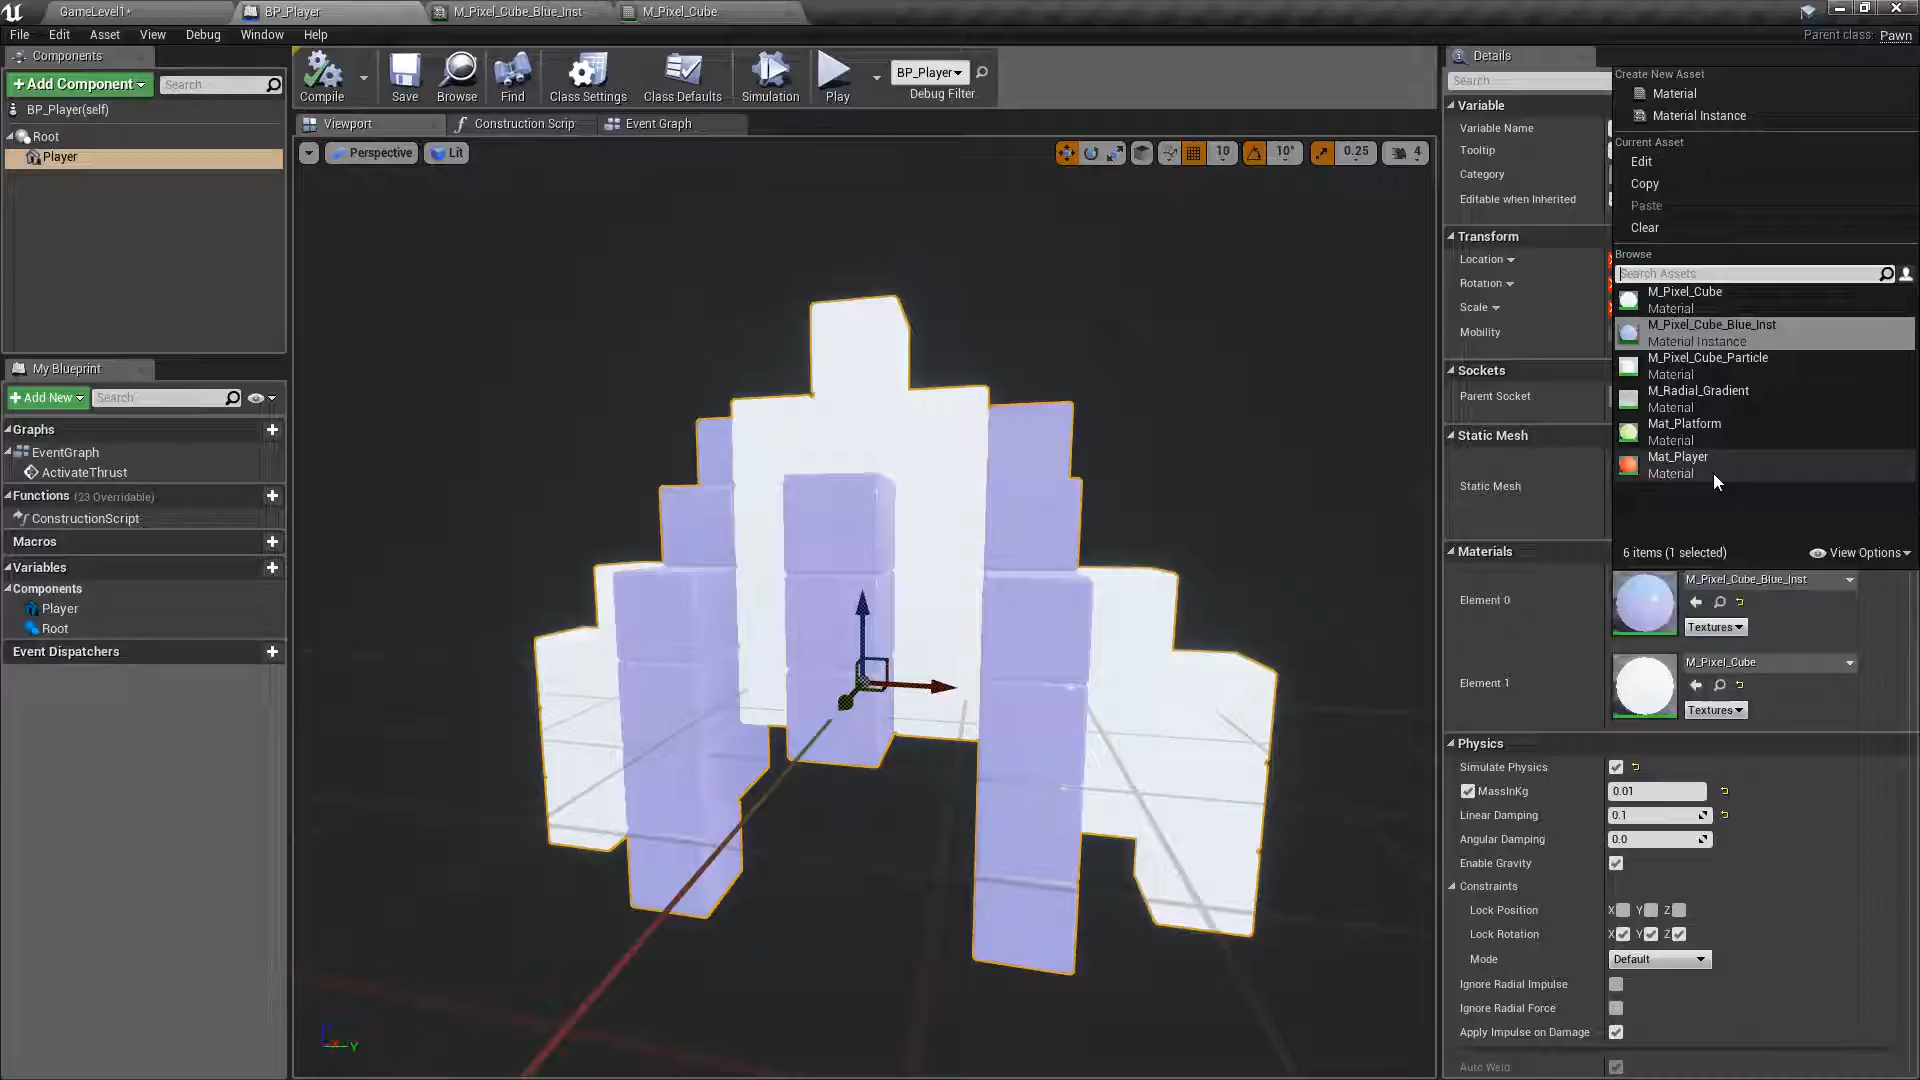 GameLevel1*
BP_Player
M_Pixel_Cube_Blue_Inst
M_Pixel_Cube
File Edit Asset View Debug Window Help
Parent class: Pawn
Components
+Add Component
Search
BP_Player(self)
Root
Player
Compile
Save
Browse
Find
Class Settings
Class Defaults
Simulation
Play
BP_Player
Debug Filter
Viewport
Construction Scrip
Event Graph
Perspective
Lit
10
10°
0.25
4
My Blueprint
+Add New
Search
Graphs
EventGraph
ActivateThrust
Functions (23 Overridable)
ConstructionScript
Macros
Variables
Components
Player
Root
Event Dispatchers
Y
Details
Search
Variable
Variable Name
Tooltip
Category
Editable when Inherited
Transform
Location
Rotation
Scale
Mobility
Sockets
Parent Socket
Static Mesh
Static Mesh
Create New Asset
Material
Material Instance
Current Asset
Edit
Copy
Paste
Clear
Browse
Search Assets
M_Pixel_Cube
Material
M_Pixel_Cube_Blue_Inst
Material Instance
M_Pixel_Cube_Particle
Material
M_Radial_Gradient
Material
Mat_Platform
Material
Mat_Player
Material
6 items (1 selected)
View Options
Materials
Element 0
M_Pixel_Cube_Blue_Inst
Textures
Element 1
M_Pixel_Cube
Textures
Physics
Simulate Physics
MassInKg
0.01
Linear Damping
0.1
Angular Damping
0.0
Enable Gravity
Constraints
Lock Position X Y Z
Lock Rotation X Y Z
Mode
Default
Ignore Radial Impulse
Ignore Radial Force
Apply Impulse on Damage
Auto Weld